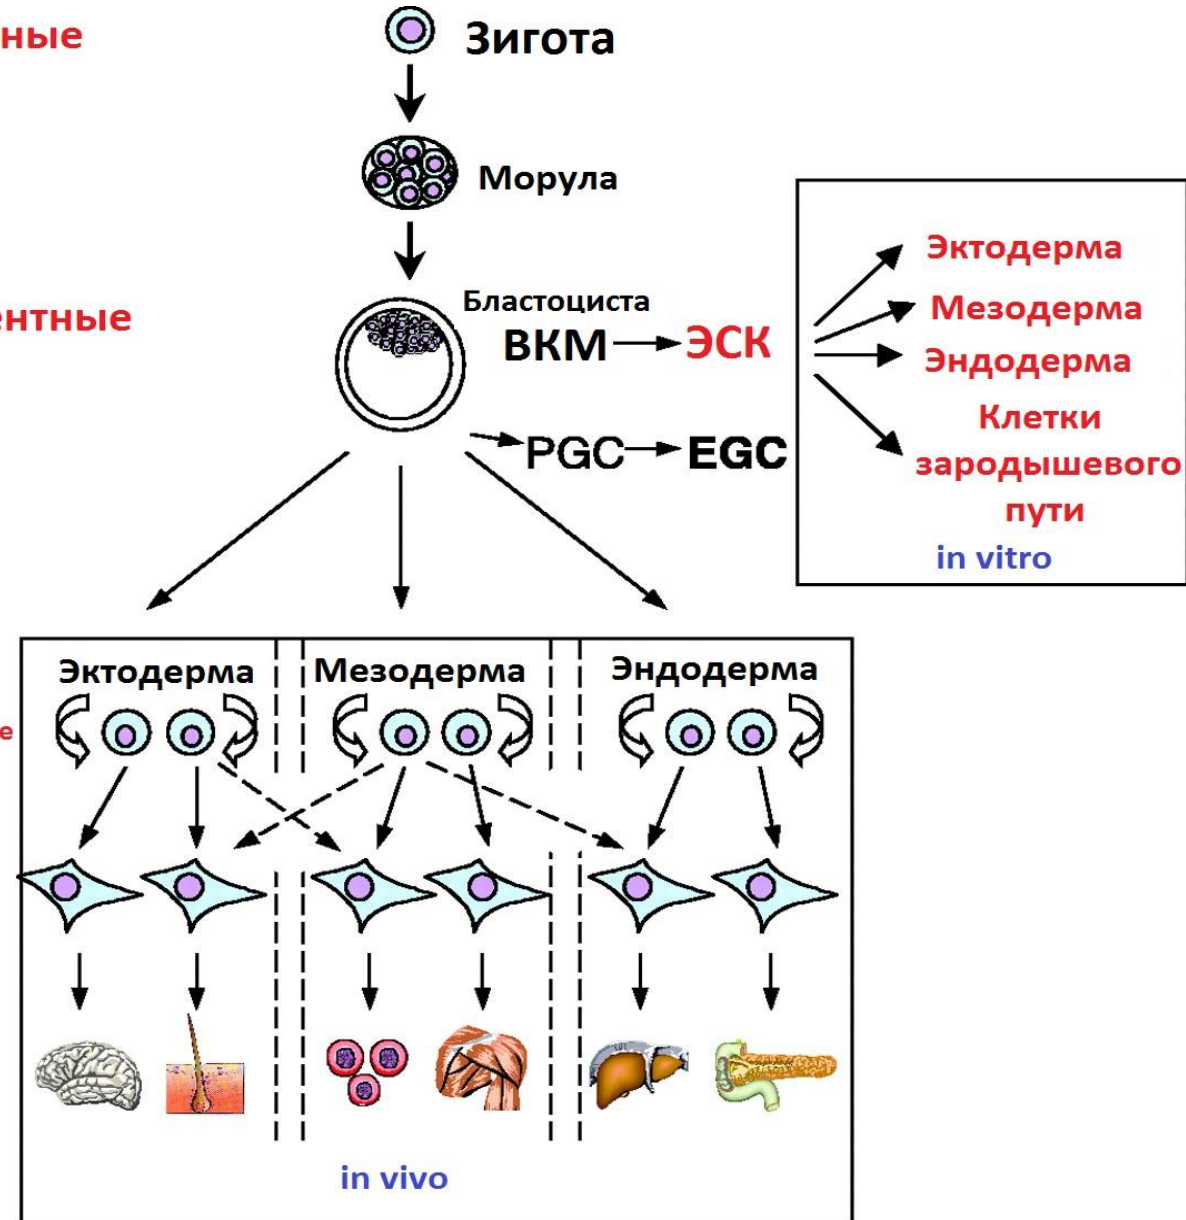 ные
Зигота
Морула
ентные
Бластоциста
ВКМ
ЭСК
PGC
EGC
Эктодерма
Мезодерма
Эндодерма
Клетки
зародышевого
пути
in vitro
Эктодерма
Мезодерма
Эндодерма
е
in vivo